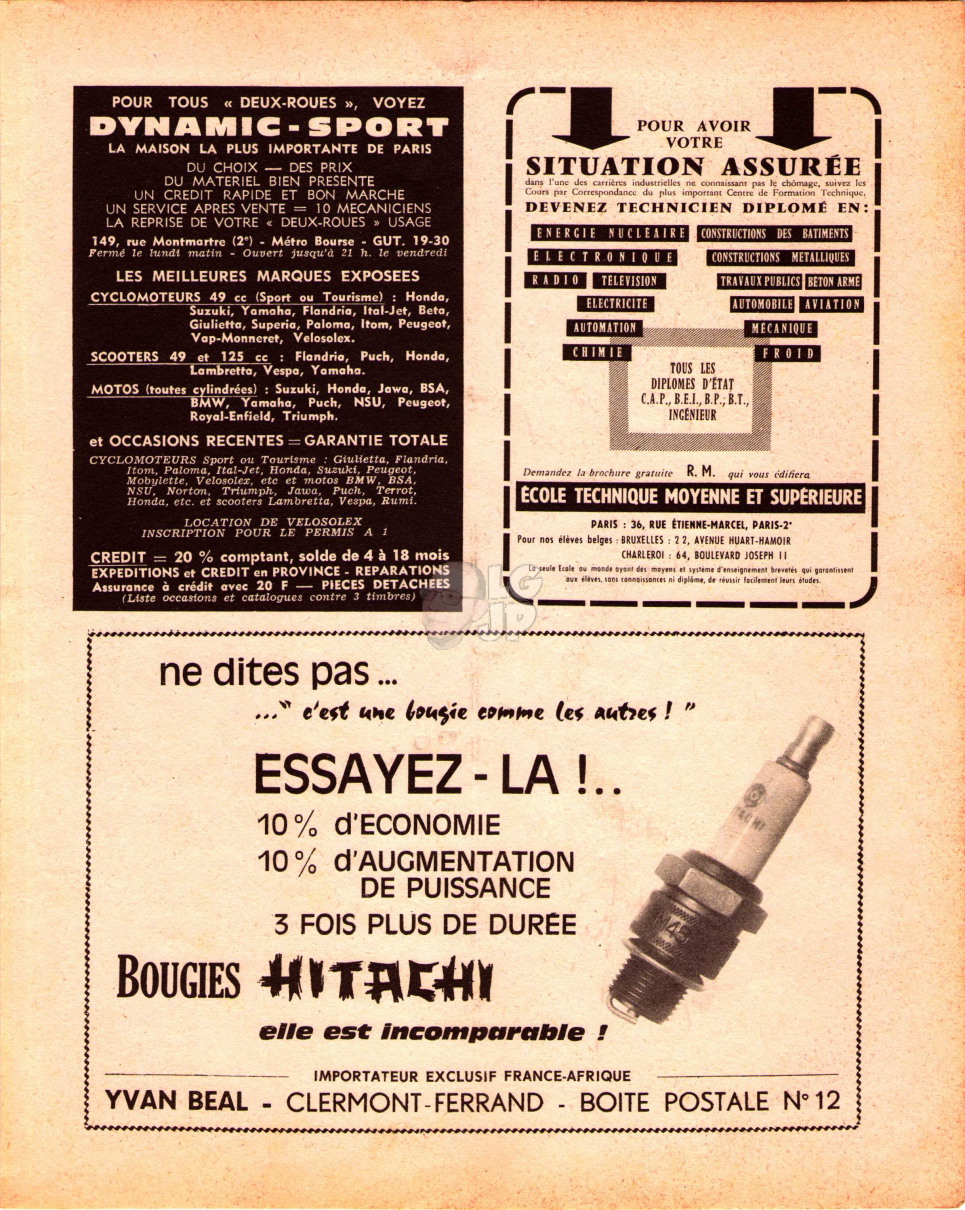 POUR TOUS « DEUX-ROUES », VOYEZ
DYNAMIC-SPORT
LA MAISON LA PLUS IMPORTANTE DE PARIS
DU CHOIX — DES PRIX
DU MATERIEL BIEN PRESENTE
UN CREDIT RAPIDE ET BON MARCHE
UN SERVICE APRES VENTE = 10 MECANICIENS
LA REPRISE DE VOTRE « DEUX-ROUES » USAGE
149, rue Montmartre (2e) - Métro Bourse - GUT. 19-30
Fermé le lundi matin - Ouvert jusqu'à 21 h. le vendredi
LES MEILLEURES MARQUES EXPOSEES
CYCLOMOTEURS 49 cc (Sport ou Tourisme) : Honda,
Suzuki, Yamaha, Flandria, Ital-Jet, Beta,
Giulietta, Superia, Paloma, Itom, Peugeot,
Vap-Monneret, Velosolex.
SCOOTERS 49 et 125 cc : Flandria, Puch, Honda,
Lambretta, Vespa, Yamaha.
MOTOS (toutes cylindrées) : Suzuki, Honda, Jawa, BSA,
BMW, Yamaha, Puch, NSU, Peugeot,
Royal-Enfield, Triumph.
et OCCASIONS RECENTES = GARANTIE TOTALE
CYCLOMOTEURS Sport ou Tourisme : Giulietta, Flandria,
Itom, Paloma, Ital-Jet, Honda, Suzuki, Peugeot,
Mobylette, Velosolex, etc et motos BMW, BSA,
NSU, Norton, Triumph, Jawa, Puch, Terrot,
Honda, etc. et scooters Lambretta, Vespa, Rumi.
LOCATION DE VELOSOLEX
INSCRIPTION POUR LE PERMIS A 1
CREDIT = 20 % comptant, solde de 4 à 18 mois
EXPEDITIONS et CREDIT en PROVINCE - REPARATIONS
Assurance à crédit avec 20 F — PIECES DETACHEES
(Liste occasions et catalogues contre 3 timbres)
POUR AVOIR
VOTRE
SITUATION ASSURÉE
dans l'une des carrières industrielles ne connaissant pas le chômage, suivez les
Cours par Correspondance du plus important Centre de Formation Technique,
DEVENEZ TECHNICIEN DIPLOMÉ EN:
ENERGIE NUCLEAIRE CONSTRUCTIONS DES BATIMENTS
ELECTRONIQUE CONSTRUCTIONS METALLIQUES
RADIO TÉLÉVISION TRAVAUX PUBLICS BÉTON ARMÉ
ELECTRICITE AUTOMOBILE AVIATION
AUTOMATION MÉCANIQUE
CHIMIE FROID
TOUS LES
DIPLOMES D'ÉTAT
C.A.P., B.E.I., B.P., B.T.,
INGÉNIEUR
Demandez la brochure gratuite R.M. qui vous édifiera
ÉCOLE TECHNIQUE MOYENNE ET SUPÉRIEURE
PARIS : 36, RUE ÉTIENNE-MARCEL, PARIS-2e
Pour nos élèves belges : BRUXELLES : 22, AVENUE HUART-HAMOIR
CHARLEROI : 64, BOULEVARD JOSEPH II
La seule Ecole au monde ayant des moyens et système d'enseignement brevetés qui garantissent
aux élèves, sans connaissances ni diplôme, de réussir facilement leurs études.
LG
JP
ne dites pas ...
..." c'est une bougie comme les autres ! "
ESSAYEZ - LA !..
10 % d'ECONOMIE
10 % d'AUGMENTATION
DE PUISSANCE
3 FOIS PLUS DE DURÉE
HITACHI
M45
BOUGIES HITACHI
elle est incomparable !
IMPORTATEUR EXCLUSIF FRANCE-AFRIQUE
YVAN BEAL - CLERMONT-FERRAND - BOITE POSTALE N° 12